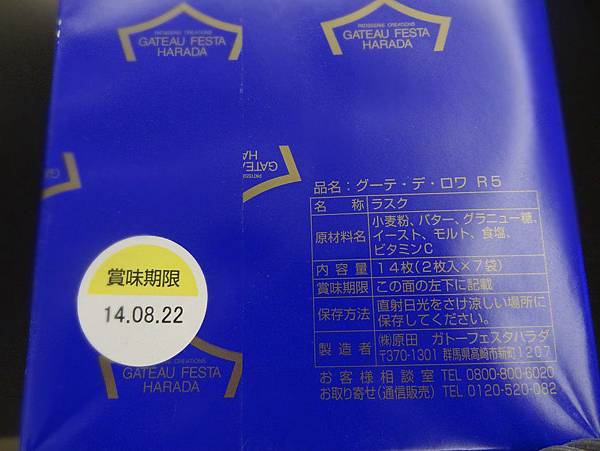 PATISSERIE CREATIONS
GATEAU FESTA
HARADA
PATISSERIE CREATIONS
GATEAU FESTA
HARADA
PATISS
GATE
HA
品名:グーテ・デ・ロワ R5
名 称 ラスク
原材料名 小麦粉、バター、グラニュー糖、
イースト、モルト、食塩、
ビタミンC
内容量 14枚(2枚入×7袋)
賞味期限 この面の左下に記載
保存方法 直射日光をさけ涼しい場所に
保存してください。
製造者 ㈱原田 ガトーフェスタハラダ
〒370-1301 群馬県高崎市新町1207
お客様相談室 TEL 0800-800-6020
お取り寄せ(通信販売) TEL 0120-520-082
賞味期限
14.08.22
PATISSERIE CREATIONS
GATEAU FESTA
HARADA